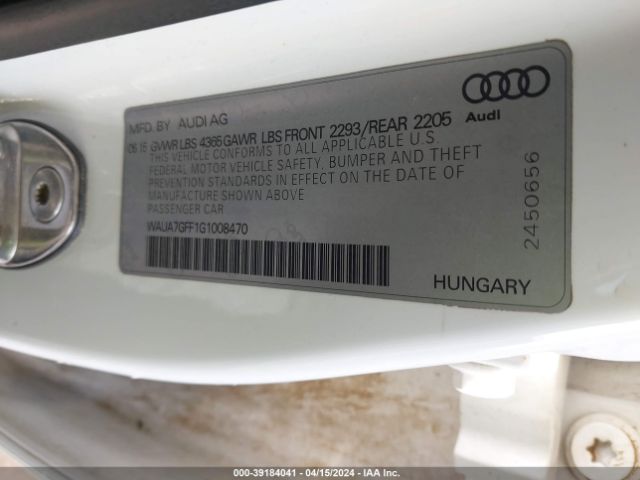 MFD. BY AUDI AG
05 15 GVWR LBS 4365 GAWR LBS FRONT 2293/REAR 2205
THIS VEHICLE CONFORMS TO ALL APPLICABLE U.S.
FEDERAL MOTOR VEHICLE SAFETY, BUMPER AND THEFT
PREVENTION STANDARDS IN EFFECT ON THE DATE OF
MANUFACTURE SHOWN ABOVE
PASSENGER CAR
WAUA7GFF1G1008470
Audi
2450656
HUNGARY
000-39184041 - 04/15/2024 - IAA Inc.